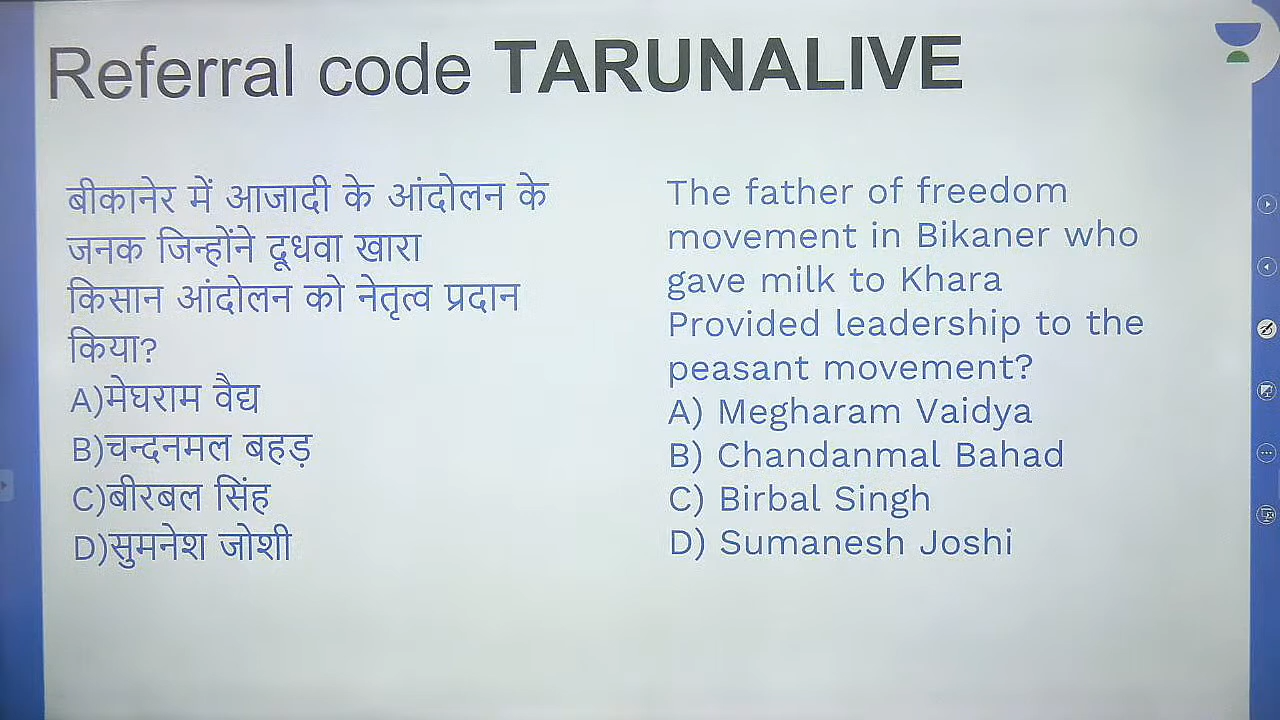 Referral code TARUNALIVE
बीकानेर में आजादी के आंदोलन के
जनक जिन्होंने दूधवा खारा
किसान आंदोलन को नेतृत्व प्रदान
किया?
A)मेघराम वैद्य
B)चन्दनमल बहड़
C)बीरबल सिंह
D)सुमनेश जोशी
The father of freedom
movement in Bikaner who
gave milk to Khara
Provided leadership to the
peasant movement?
A) Megharam Vaidya
B) Chandanmal Bahad
C) Birbal Singh
D) Sumanesh Joshi